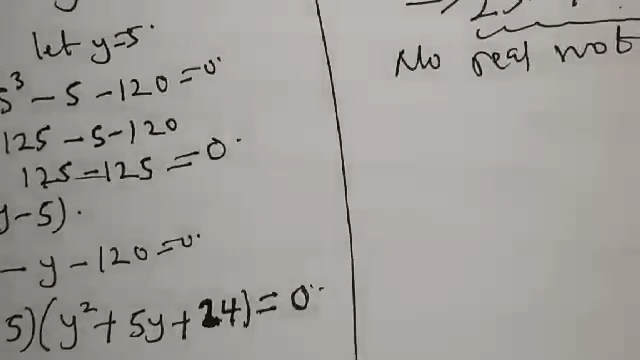 let y=5.
5³ - 5 - 120 = 0.
125 - 5 - 120
125 - 125 = 0.
y - 5).
- y - 120 = 0.
5)(y² + 5y + 24) = 0..
No real not